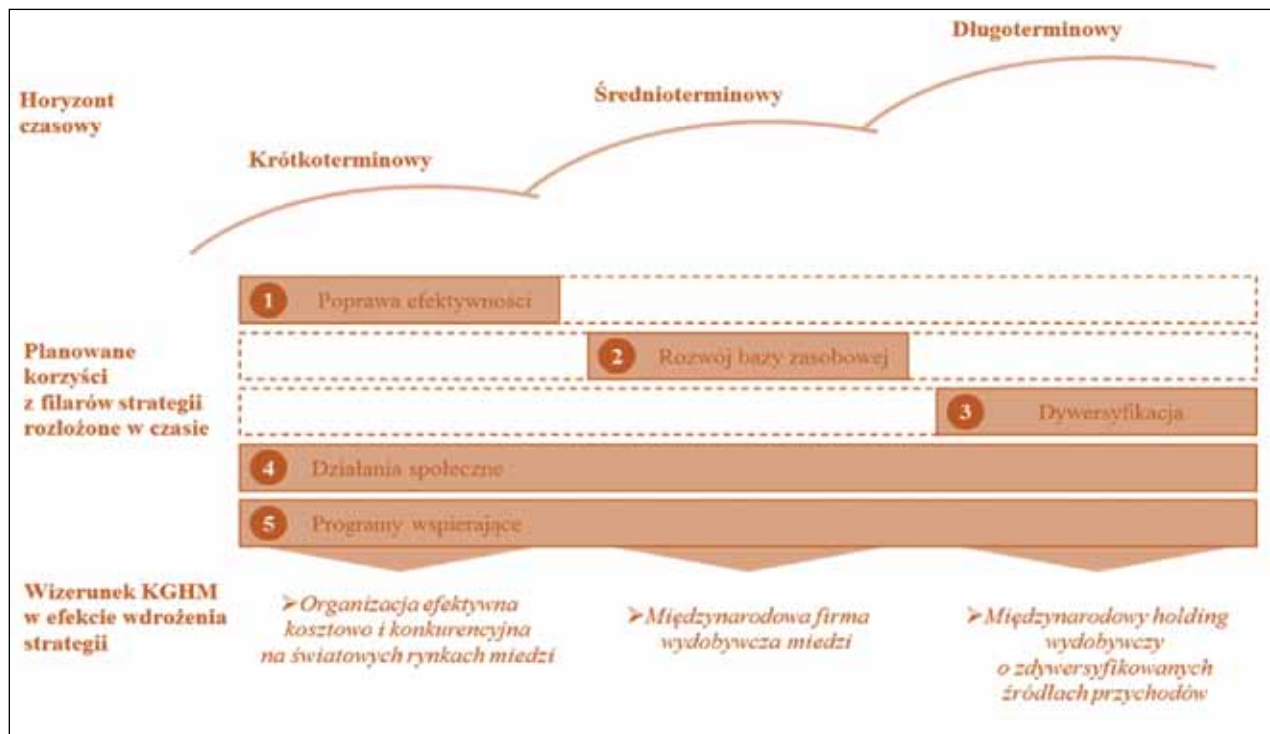 Długoterminowy
Średnioterminowy
Horyzont
czasowy
Krótkoterminowy
1 Poprawa efektywności
Planowane
korzyści
z filarów strategii
rozłożone w czasie
2 Rozwój bazy zasobowej
3 Dywersyfikacja
4 Działania społeczne
5 Programy wspierające
Wizerunek KGHM
w efekcie wdrożenia
strategii
➢Organizacja efektywna
kosztowo i konkurencyjna
na światowych rynkach miedzi
➢Międzynarodowa firma
wydobywcza miedzi
➢Międzynarodowy holding
wydobywczy
o zdywersyfikowanych
źródłach przychodów